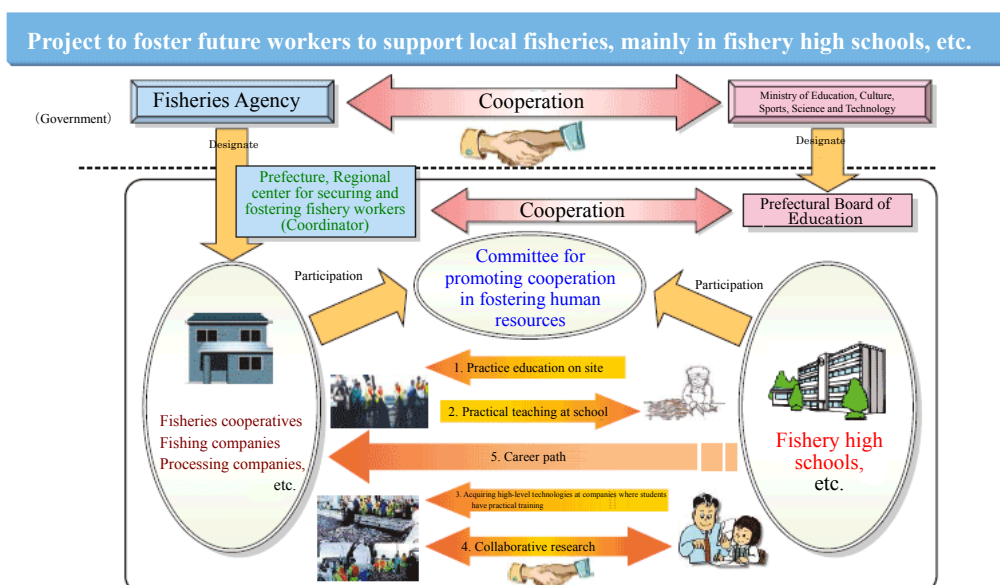 Project to foster future workers to support local fisheries, mainly in fishery high schools, etc.
Fisheries Agency
Cooperation
Ministry of Education, Culture,
Sports, Science and Technology
(Government)
Designate
Designate
Prefecture, Regional
center for securing and
fostering fishery workers
(Coordinator)
Cooperation
Prefectural Board of
Education
Committee for
promoting cooperation
in fostering human
resources
Participation
Participation
1. Practice education on site
2. Practical teaching at school
Fisheries cooperatives
Fishing companies
Processing companies,
etc.
Fishery high
schools,
etc.
5. Career path
3. Acquiring high-level technologies at companies where students
have practical training
4. Collaborative research